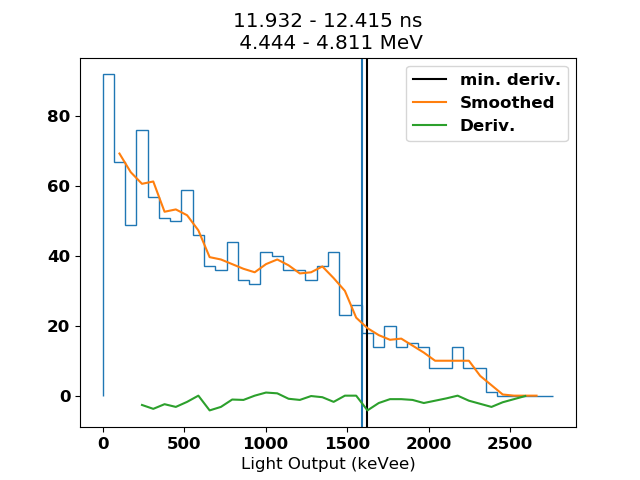 11.932 - 12.415 ns
4.444 - 4.811 MeV
min. deriv.
Smoothed
Deriv.
80
60
40
20
0
0 500 1000 1500 2000 2500
Light Output (keVee)